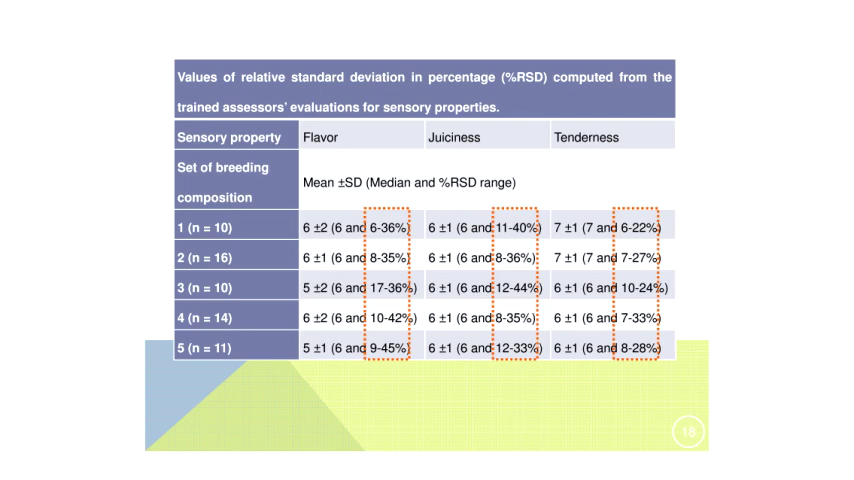 Values of relative standard deviation in percentage (%RSD) computed from the
trained assessors' evaluations for sensory properties.
Sensory property Flavor Juiciness Tenderness
Set of breeding
composition
Mean ±SD (Median and %RSD range)
1 (n = 10) 6 ±2 (6 and 6-36%) 6 ±1 (6 and 11-40%) 7 ±1 (7 and 6-22%)
2 (n = 16) 6 ±1 (6 and 8-35%) 6 ±1 (6 and 8-36%) 7 ±1 (7 and 7-27%)
3 (n = 10) 5 ±2 (6 and 17-36%) 6 ±1 (6 and 12-44%) 6 ±1 (6 and 10-24%)
4 (n = 14) 6 ±2 (6 and 10-42%) 6 ±1 (6 and 8-35%) 6 ±1 (6 and 7-33%)
5 (n = 11) 5 ±1 (6 and 9-45%) 6 ±1 (6 and 12-33%) 6 ±1 (6 and 8-28%)
18